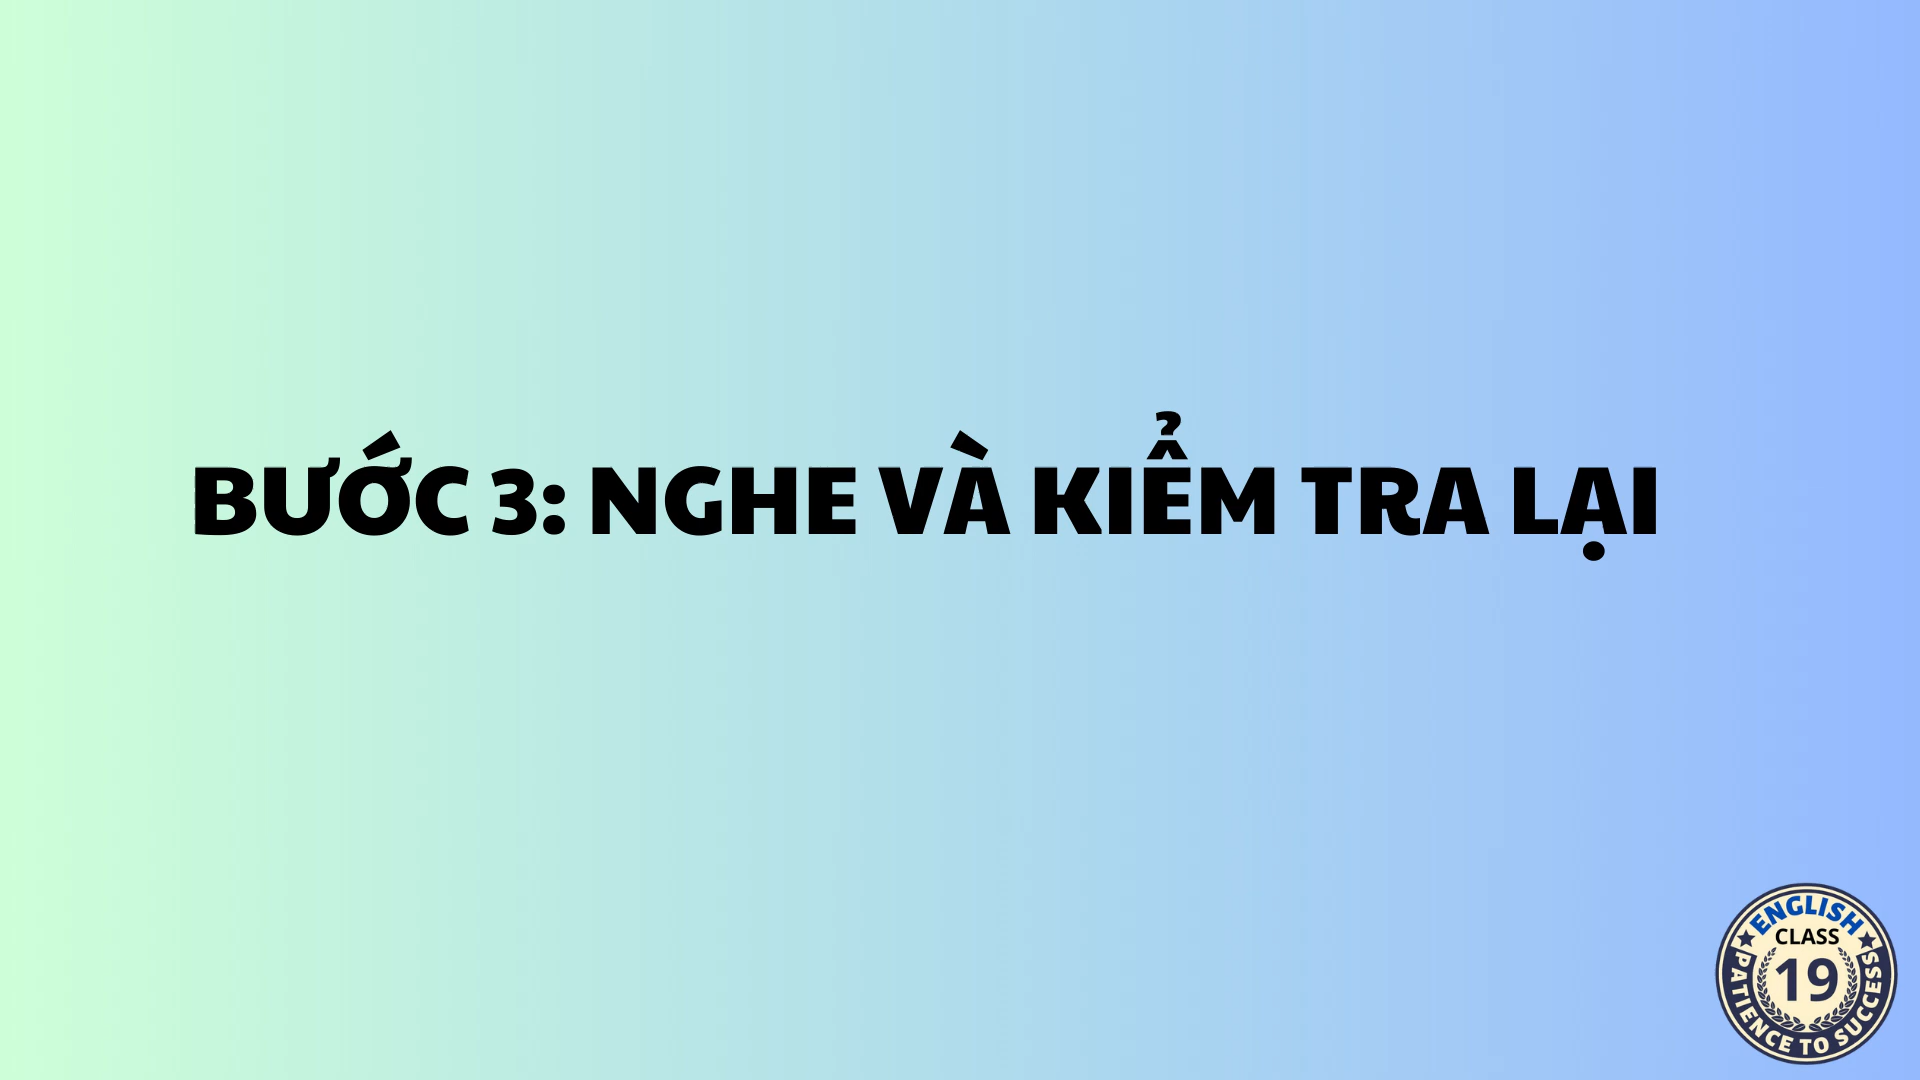 BƯỚC 3: NGHE VÀ KIỂM TRA LẠI
ENGLISH
CLASS
19
PATIENCE TO SUCCESS